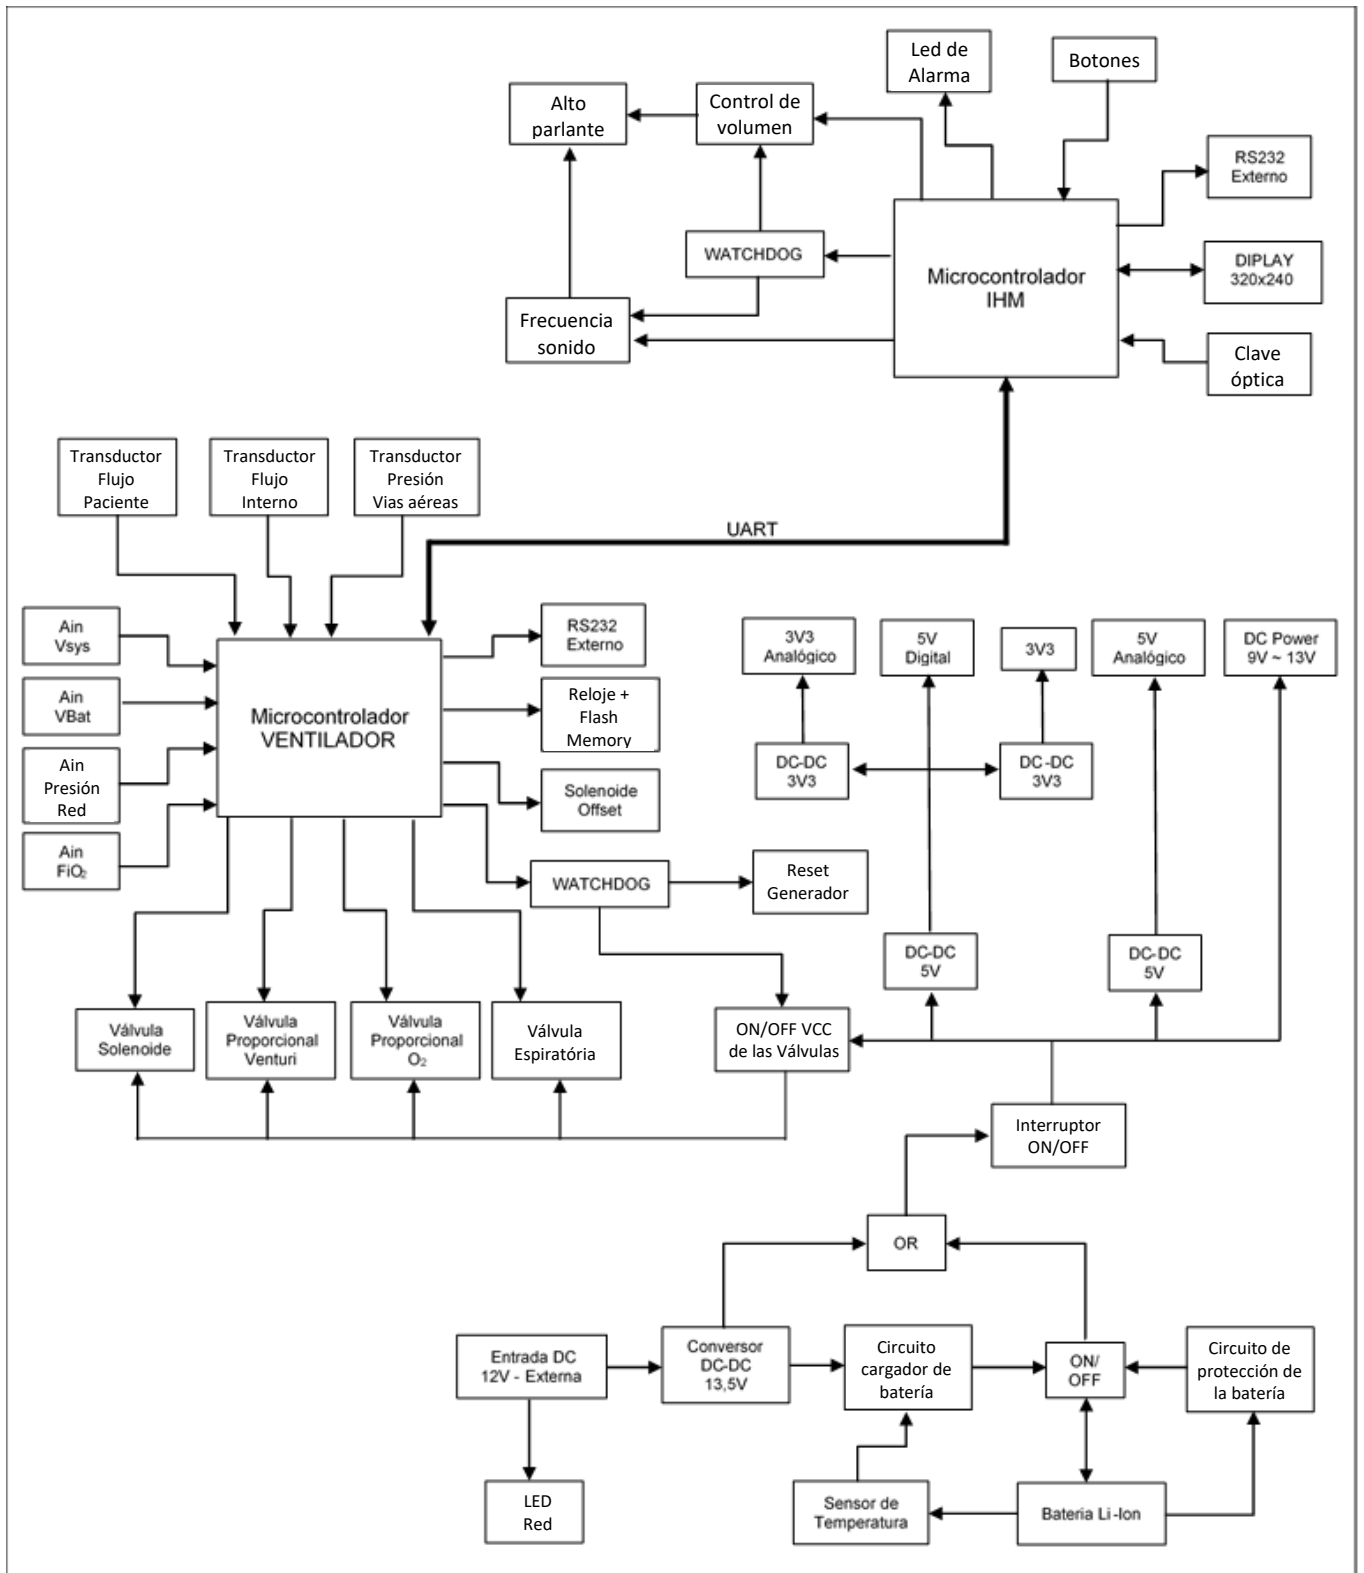 Led de
Alarma
Botones
Alto
parlante
Control de
volumen
RS232
Externo
WATCHDOG
Microcontrolador
IHM
DIPLAY
320x240
Frecuencia
sonido
Clave
óptica
Transductor
Flujo
Paciente
Transductor
Flujo
Interno
Transductor
Presión
Vias aéreas
UART
Ain
Vsys
Ain
VBat
Ain
Presión
Red
Ain
FiO₂
Microcontrolador
VENTILADOR
RS232
Externo
Reloje +
Flash
Memory
Solenoide
Offset
WATCHDOG
Reset
Generador
3V3
Analógico
5V
Digital
3V3
5V
Analógico
DC Power
9V ~ 13V
DC-DC
3V3
DC-DC
3V3
DC-DC
5V
DC-DC
5V
Válvula
Solenoide
Válvula
Proporcional
Venturi
Válvula
Proporcional
O₂
Válvula
Espiratória
ON/OFF VCC
de las Válvulas
Interruptor
ON/OFF
OR
Entrada DC
12V - Externa
Conversor
DC-DC
13,5V
Circuito
cargador de
batería
ON/
OFF
Circuito de
protección de
la batería
LED
Red
Sensor de
Temperatura
Bateria Li-Ion